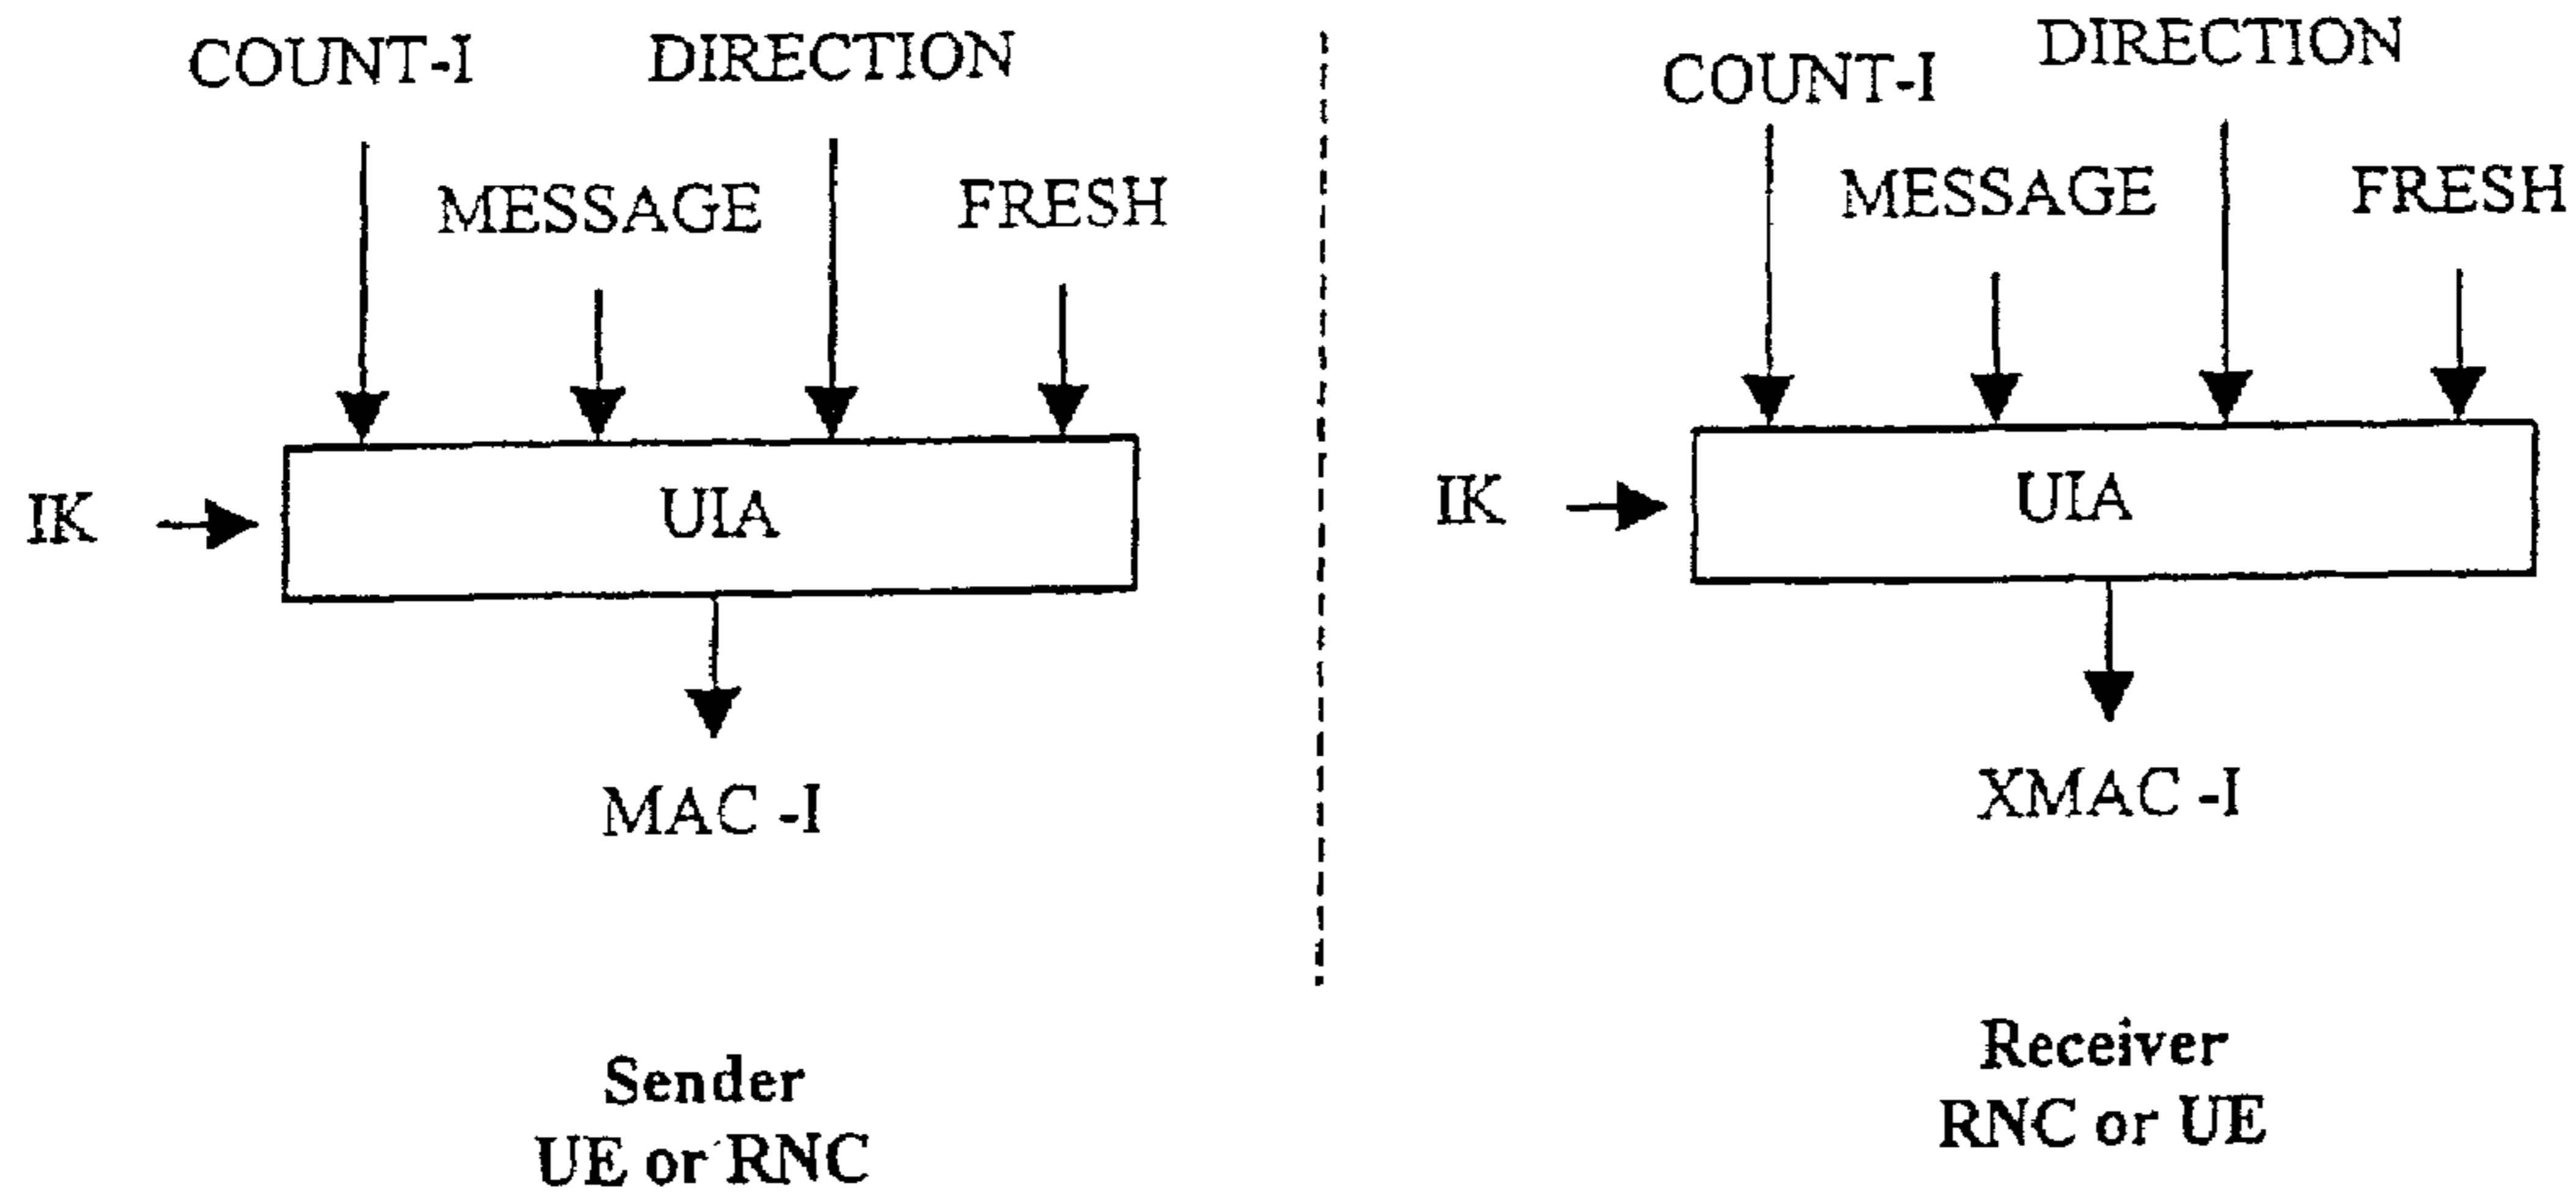 COUNT-I
DIRECTION
MESSAGE
FRESH
IK
UIA
MAC -I
Sender
UE or RNC
COUNT-I
DIRECTION
MESSAGE
FRESH
IK
UIA
XMAC -I
Receiver
RNC or UE